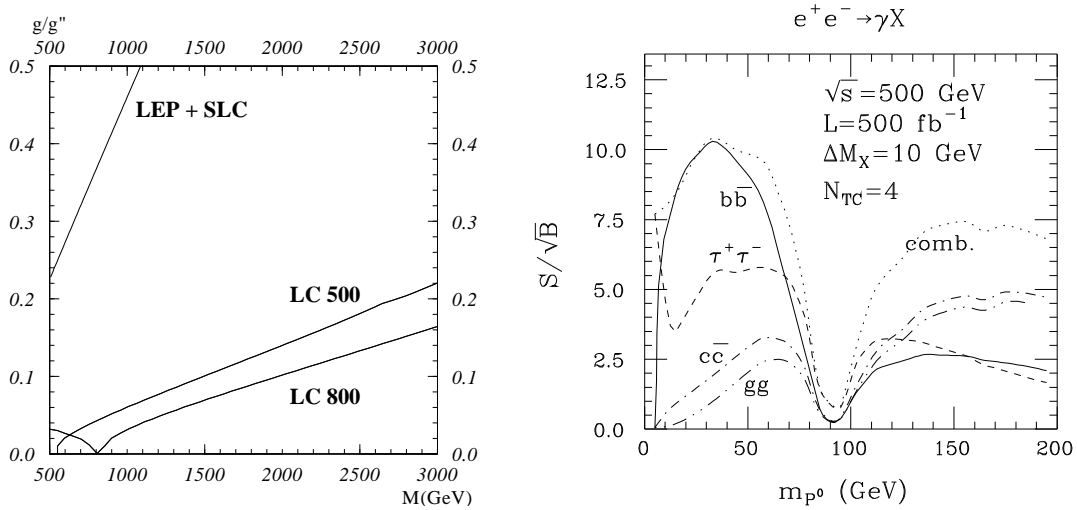 g/g"
500 1000 1500 2000 2500 3000
0.5 0.5
LEP + SLC
0.4 0.4
0.3 0.3
LC 500
0.2 0.2
0.1 0.1
LC 800
0.0 0.0
500 1000 1500 2000 2500 3000
M(GeV)
e⁺e⁻→γX
12.5
√s=500 GeV
L=500 fb⁻¹
10.0
ΔM_X=10 GeV
bb̄
N_TC=4
7.5
τ⁺τ⁻
comb.
S/√B
5.0
cc̄
2.5
gg
0.0
0 50 100 150 200
m_P⁰ (GeV)